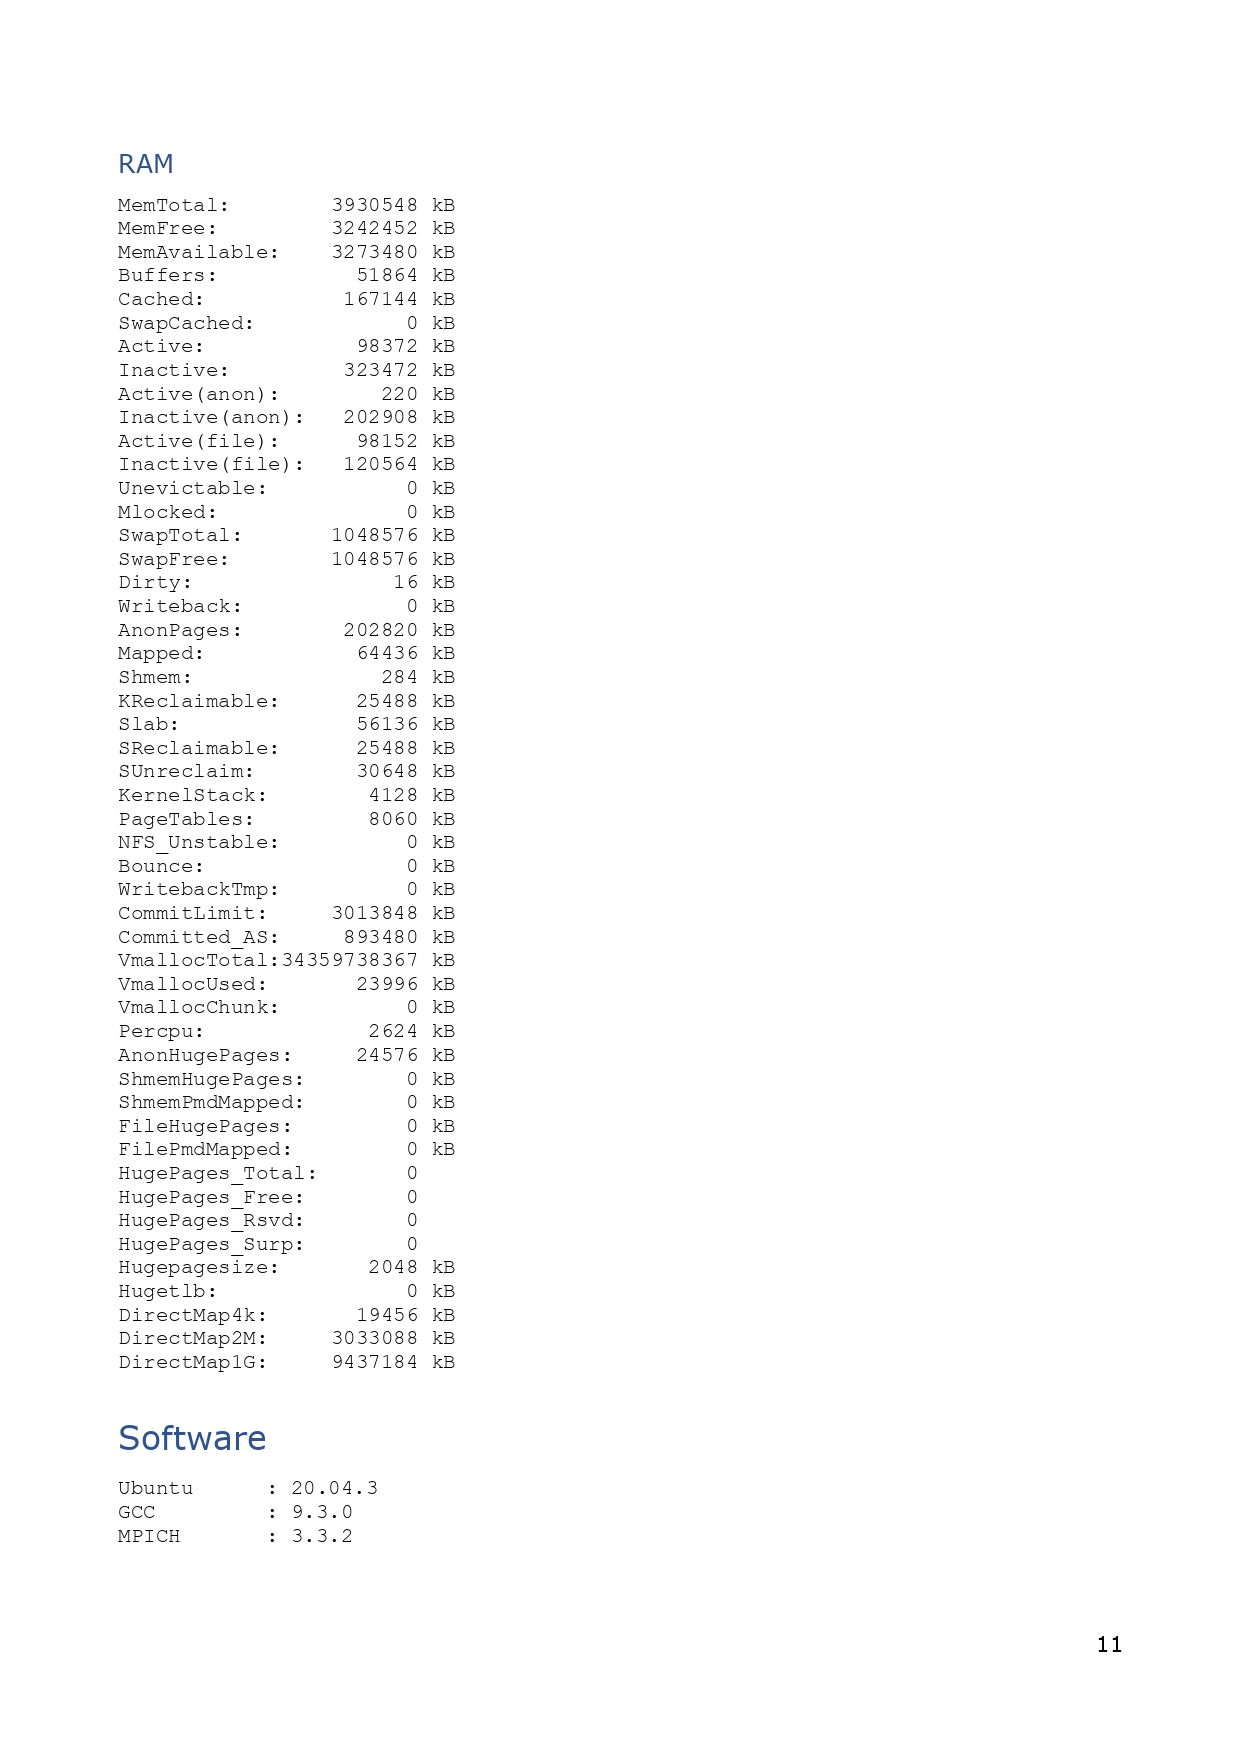 RAM
MemTotal:        3930548 kB
MemFree:         3242452 kB
MemAvailable:    3273480 kB
Buffers:           51864 kB
Cached:           167144 kB
SwapCached:            0 kB
Active:            98372 kB
Inactive:         323472 kB
Active(anon):        220 kB
Inactive(anon):   202908 kB
Active(file):      98152 kB
Inactive(file):   120564 kB
Unevictable:           0 kB
Mlocked:               0 kB
SwapTotal:       1048576 kB
SwapFree:        1048576 kB
Dirty:                16 kB
Writeback:             0 kB
AnonPages:        202820 kB
Mapped:            64436 kB
Shmem:               284 kB
KReclaimable:      25488 kB
Slab:              56136 kB
SReclaimable:      25488 kB
SUnreclaim:        30648 kB
KernelStack:        4128 kB
PageTables:         8060 kB
NFS_Unstable:          0 kB
Bounce:                0 kB
WritebackTmp:          0 kB
CommitLimit:     3013848 kB
Committed_AS:     893480 kB
VmallocTotal:34359738367 kB
VmallocUsed:       23996 kB
VmallocChunk:          0 kB
Percpu:             2624 kB
AnonHugePages:     24576 kB
ShmemHugePages:        0 kB
ShmemPmdMapped:        0 kB
FileHugePages:         0 kB
FilePmdMapped:         0 kB
HugePages_Total:       0
HugePages_Free:        0
HugePages_Rsvd:        0
HugePages_Surp:        0
Hugepagesize:       2048 kB
Hugetlb:               0 kB
DirectMap4k:       19456 kB
DirectMap2M:     3033088 kB
DirectMap1G:     9437184 kB
Software
Ubuntu      : 20.04.3
GCC         : 9.3.0
MPICH       : 3.3.2
11